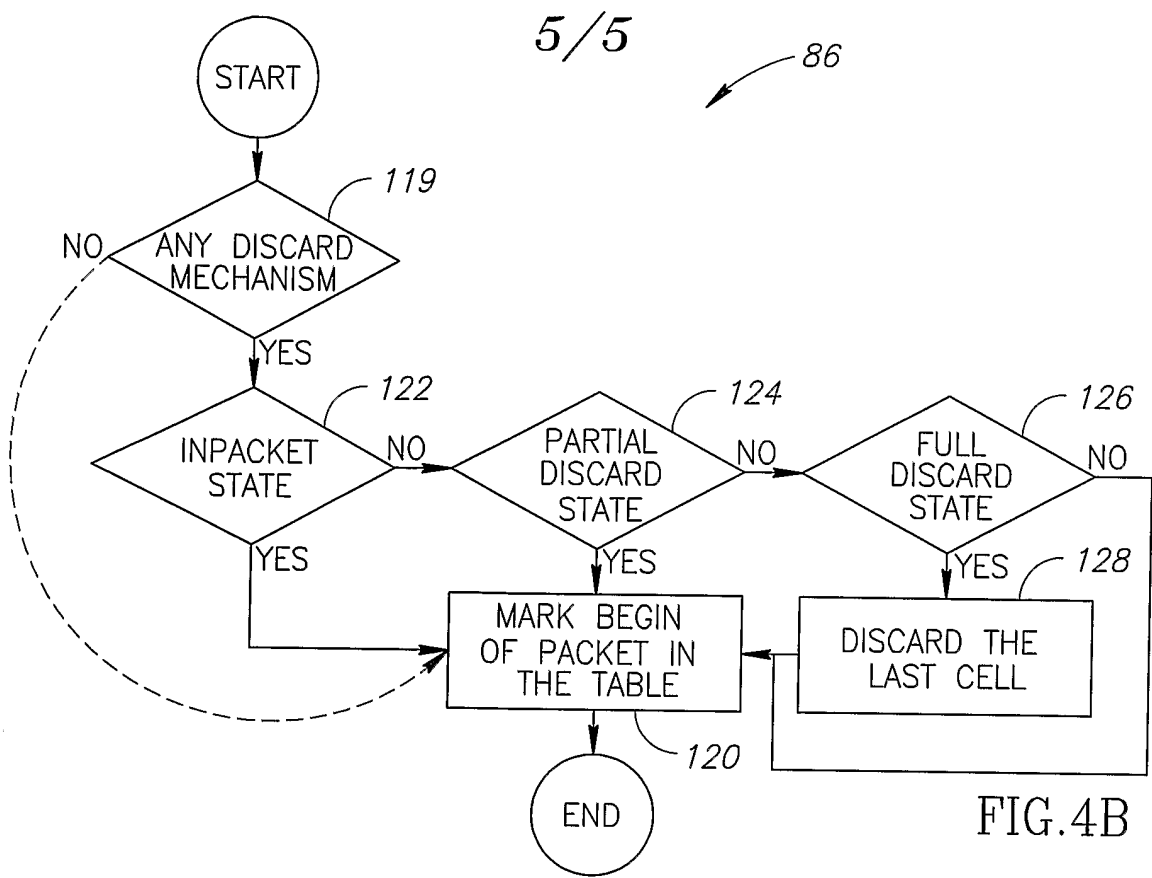 5/5
86
START
119
NO
ANY DISCARD
MECHANISM
YES
122
124
126
INPACKET
STATE
NO
PARTIAL
DISCARD
STATE
NO
FULL
DISCARD
STATE
NO
YES
YES
YES
128
MARK BEGIN
OF PACKET IN
THE TABLE
DISCARD THE
LAST CELL
120
END
FIG.4B